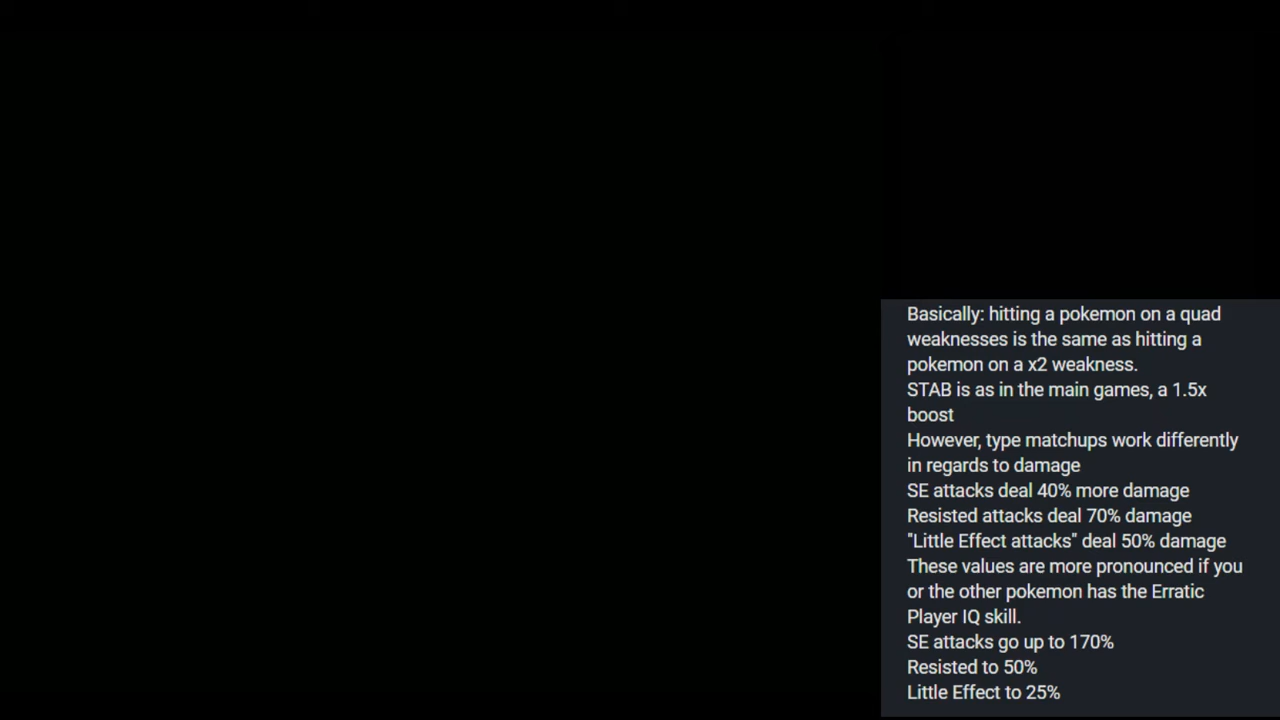 Basically: hitting a pokemon on a quad
weaknesses is the same as hitting a
pokemon on a x2 weakness.
STAB is as in the main games, a 1.5x
boost
However, type matchups work differently
in regards to damage
SE attacks deal 40% more damage
Resisted attacks deal 70% damage
"Little Effect attacks" deal 50% damage
These values are more pronounced if you
or the other pokemon has the Erratic
Player IQ skill.
SE attacks go up to 170%
Resisted to 50%
Little Effect to 25%